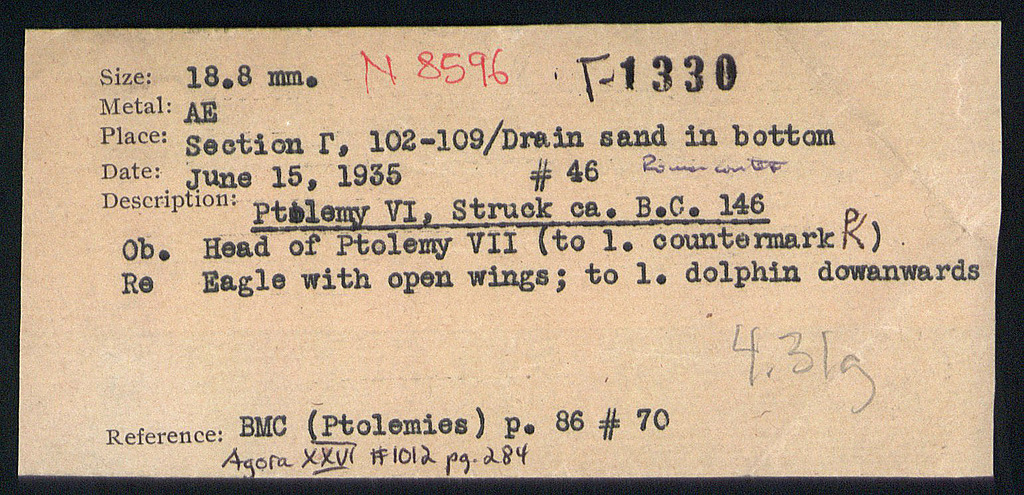 Size: 18.8 mm. N 8596 Γ-1330
Metal: AE
Place: Section Γ, 102-109/Drain sand in bottom
Date: June 15, 1935 # 46 Roman
Description: Ptolemy VI, Struck ca. B.C. 146
Ob. Head of Ptolemy VII (to l. countermark)
Re Eagle with open wings; to l. dolphin dowanwards
4.31g
Reference: BMC (Ptolemies) p. 86 # 70
Agora XXVI #1012 pg. 284